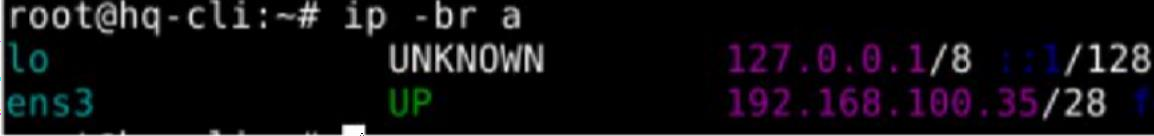 root@hq-cli:~# ip -br a
lo UNKNOWN 127.0.0.1/8 ::1/128
ens3 UP 192.168.100.35/28 f